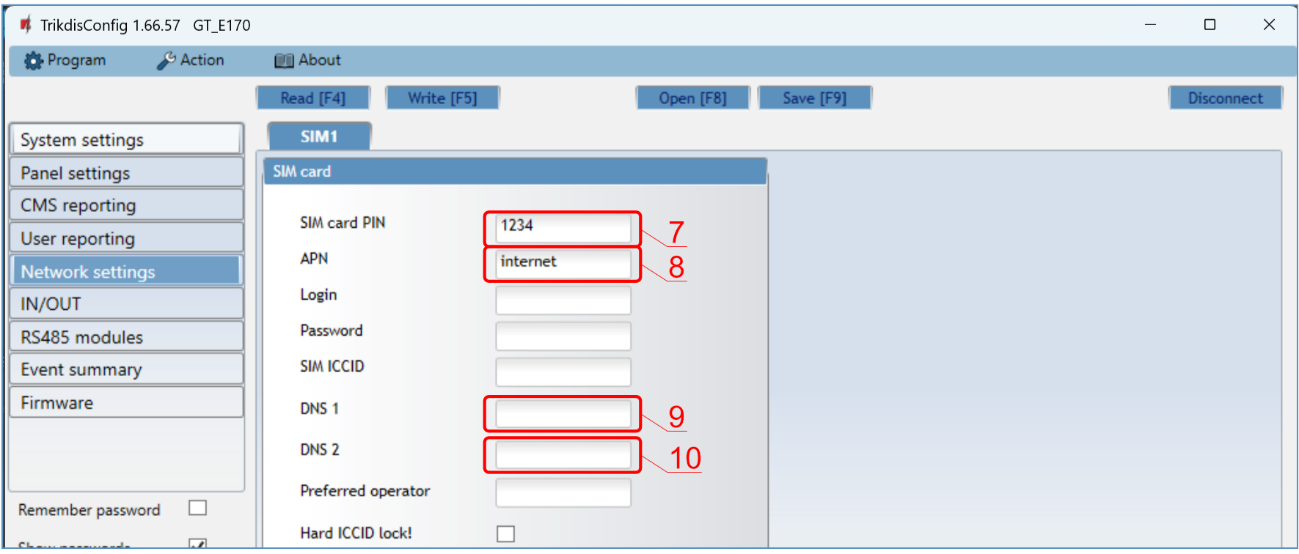 TrikdisConfig 1.66.57 GT_E170
Program Action About
Read [F4] Write [F5] Open [F8] Save [F9] Disconnect
System settings
Panel settings
CMS reporting
User reporting
Network settings
IN/OUT
RS485 modules
Event summary
Firmware
Remember password
Show passwords
SIM1
SIM card
SIM card PIN 1234 7
APN internet 8
Login
Password
SIM ICCID
DNS 1 9
DNS 2 10
Preferred operator
Hard ICCID lock!